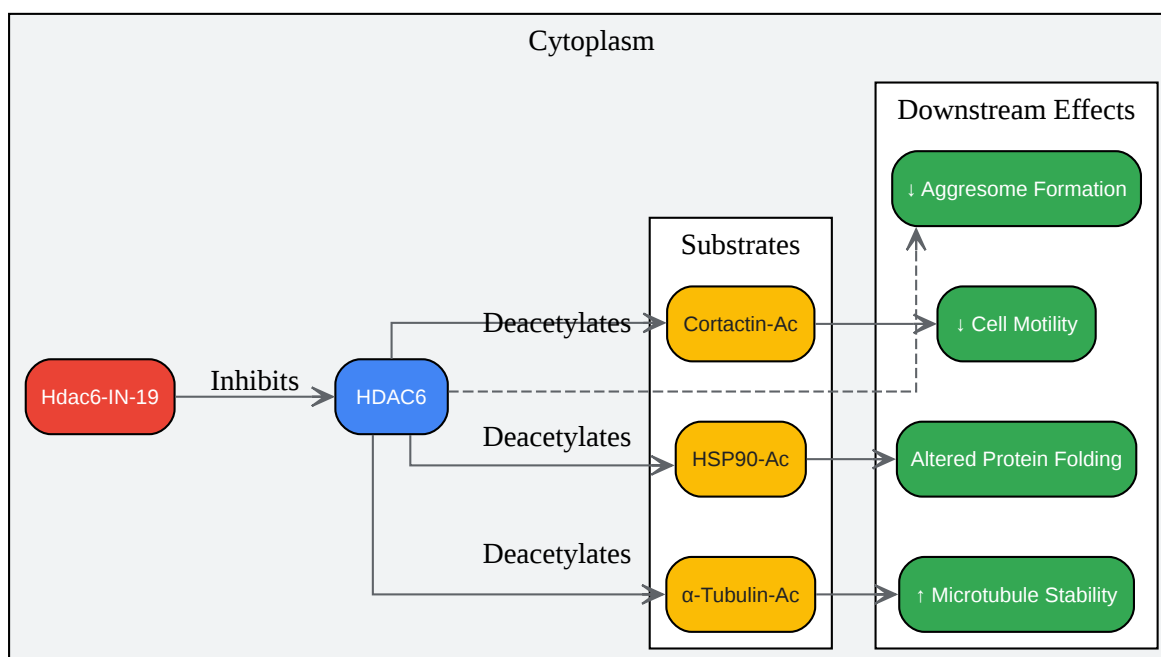 Cytoplasm
Downstream Effects
↓ Aggresome Formation
Substrates
Deacetylates
Cortactin-Ac
↓ Cell Motility
Inhibits
Hdac6-IN-19
HDAC6
Deacetylates
HSP90-Ac
Altered Protein Folding
Deacetylates
α-Tubulin-Ac
↑ Microtubule Stability